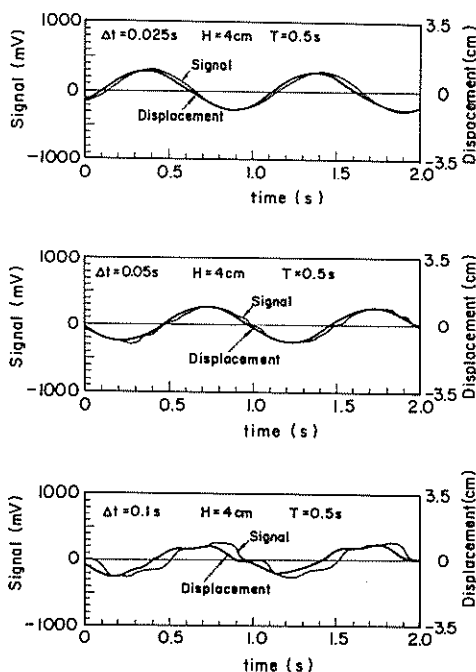 1000
Δt=0.025s H=4cm T=0.5s
3.5
Signal
Signal (mV)
0
0
Dispacement(cm)
Displacement
-1000
-3.5
0 0.5 1.0 1.5 2.0
time (s)
1000
Δt=0.05s H=4cm T=0.5s
3.5
Signal
Signal (mV)
0
0
Displacement(cm)
Displacement
-1000
-3.5
0 0.5 1.0 1.5 2.0
time (s)
1000
Δt=0.1s H=4cm T=0.5s
3.5
Signal
Signal (mV)
0
0
Displacement(cm)
Displacement
-1000
-3.5
0 0.5 1.0 1.5 2.0
time (s)